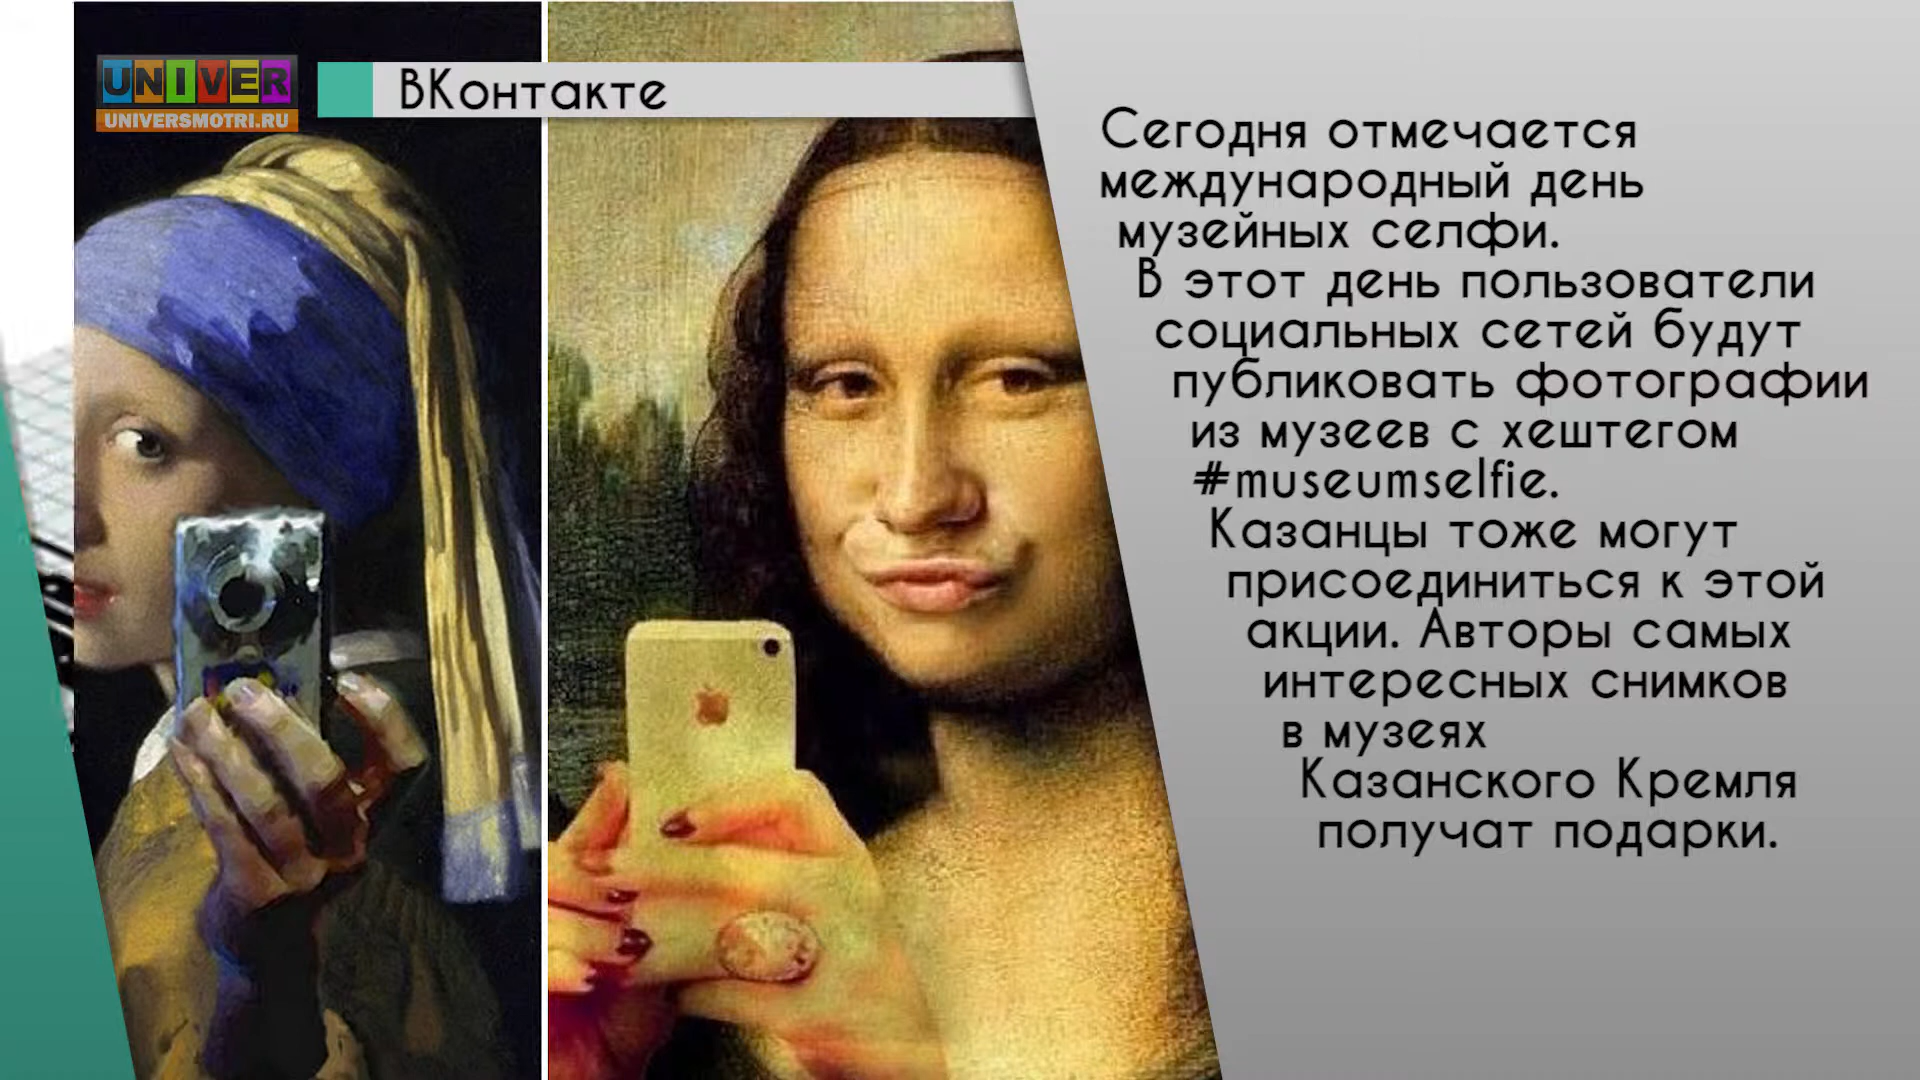 UNIVER
UNIVERSMOTRI.RU
ВКонтакте
Сегодня отмечается
международный день
музейных селфи.
В этот день пользователи
социальных сетей будут
публиковать фотографии
из музеев с хештегом
#museumselfie.
Казанцы тоже могут
присоединиться к этой
акции. Авторы самых
интересных снимков
в музеях
Казанского Кремля
получат подарки.